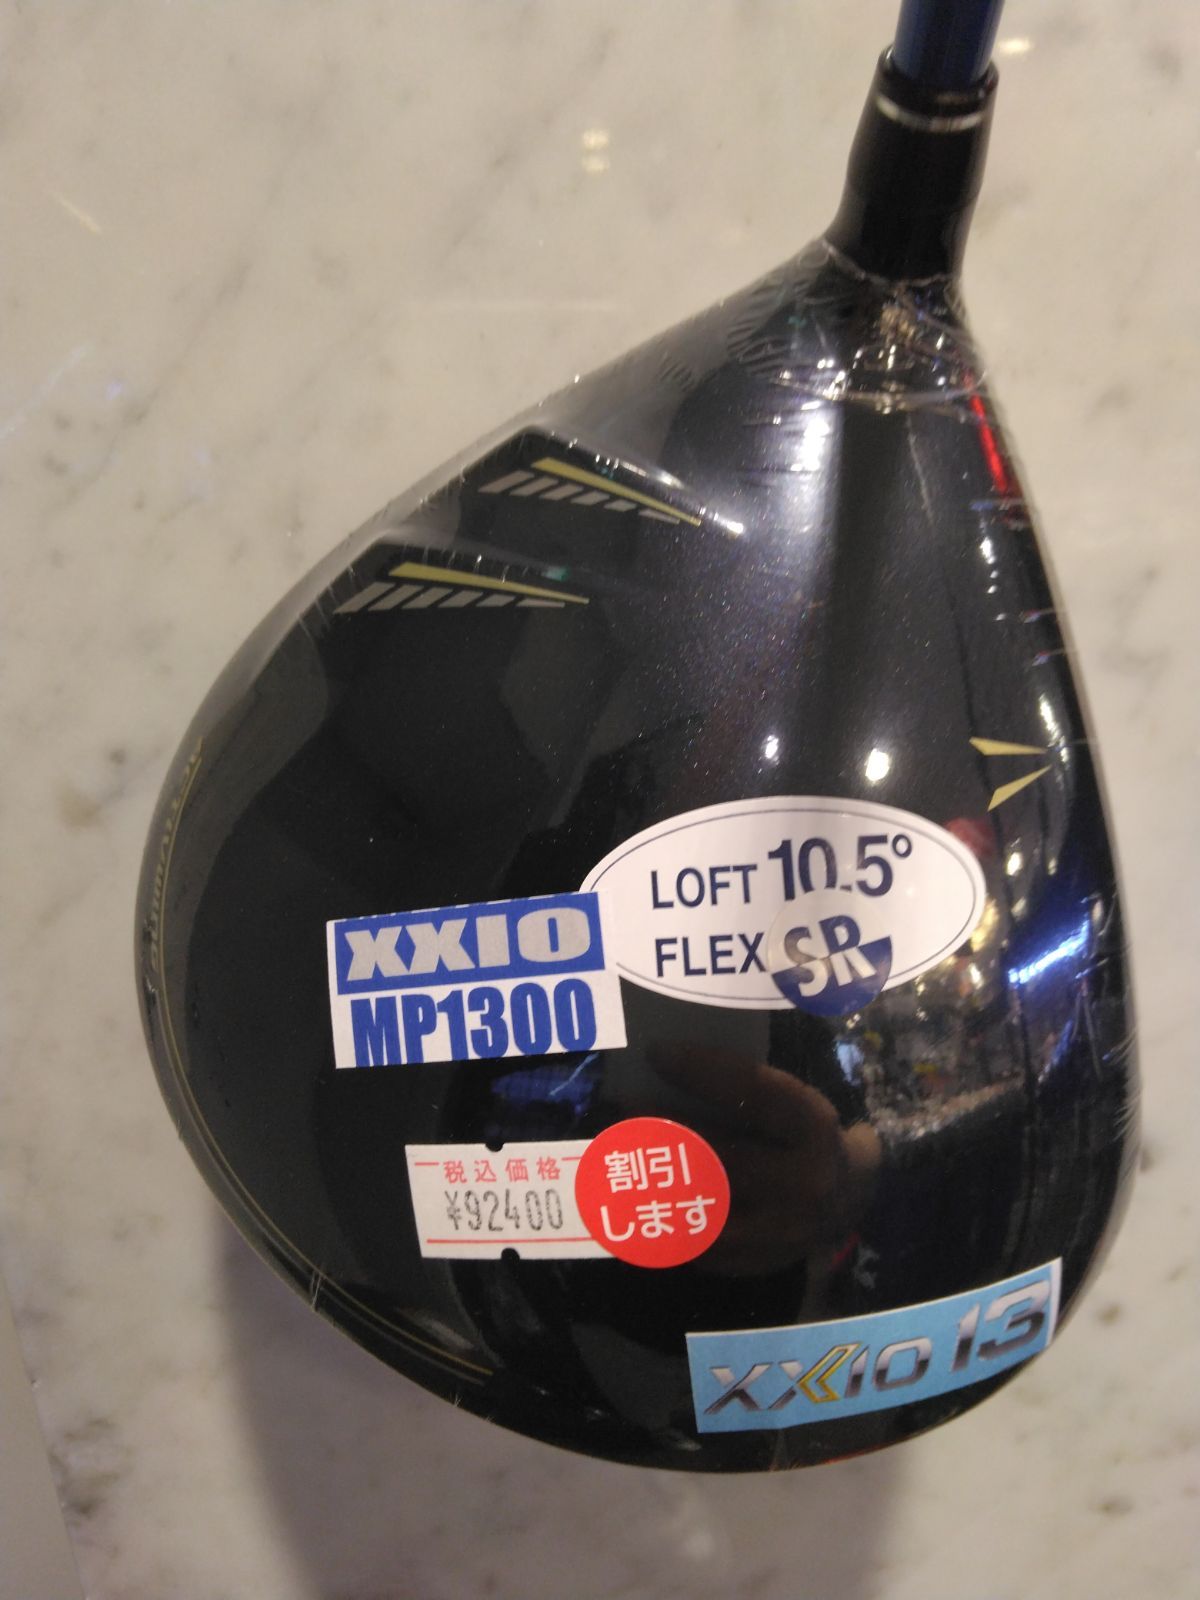 LOFT 10.5°
FLEX SR
XXIO
MP1300
税込価格
¥92400
割引
します
XXIO 13